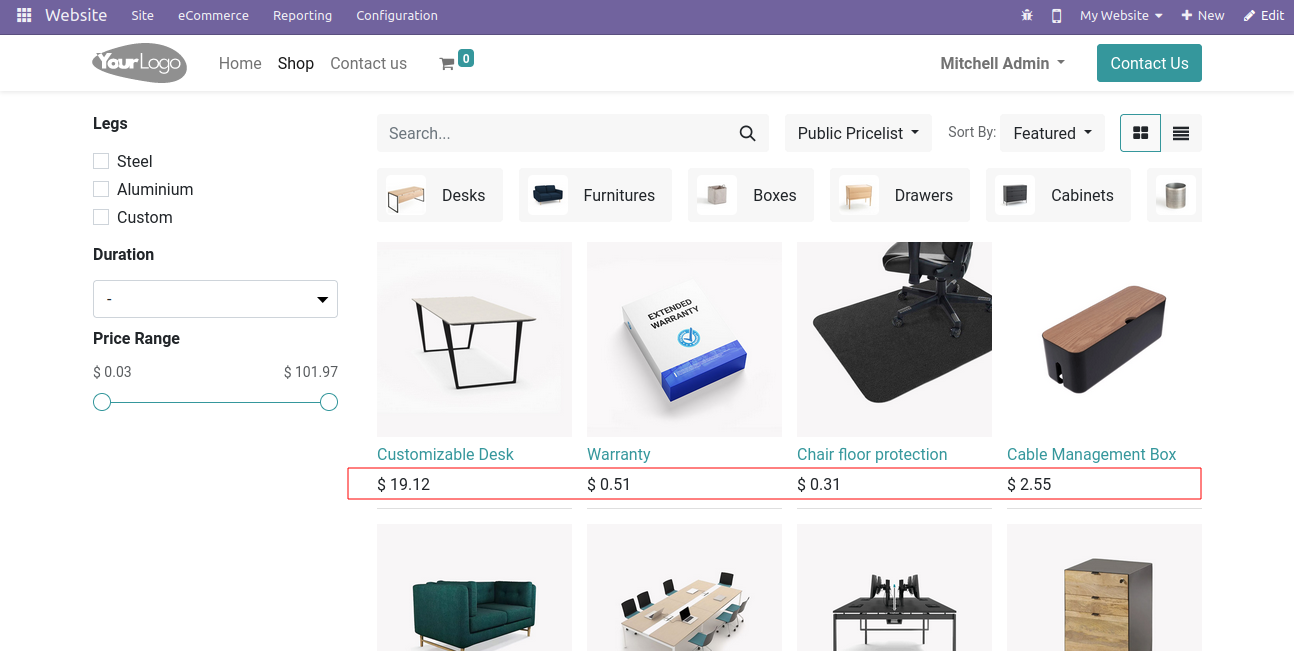 Website Site eCommerce Reporting Configuration My Website New Edit
YourLogo Home Shop Contact us 0 Mitchell Admin Contact Us
Legs
Steel
Aluminium
Custom
Duration
-
Price Range
$ 0.03 $ 101.97
Search... Public Pricelist Sort By: Featured
Desks Furnitures Boxes Drawers Cabinets
EXTENDED
WARRANTY
Customizable Desk Warranty Chair floor protection Cable Management Box
$ 19.12 $ 0.51 $ 0.31 $ 2.55